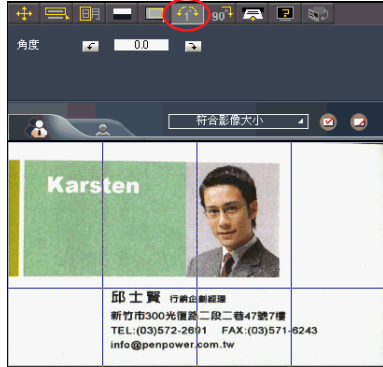 1
90°
?
角度
0.0
符合影像大小
Karsten
邱士賢 行銷企劃經理
新竹市300光復路二段二巷47號7樓
TEL:(03)572-2691 FAX:(03)571-6243
info@penpower.com.tw